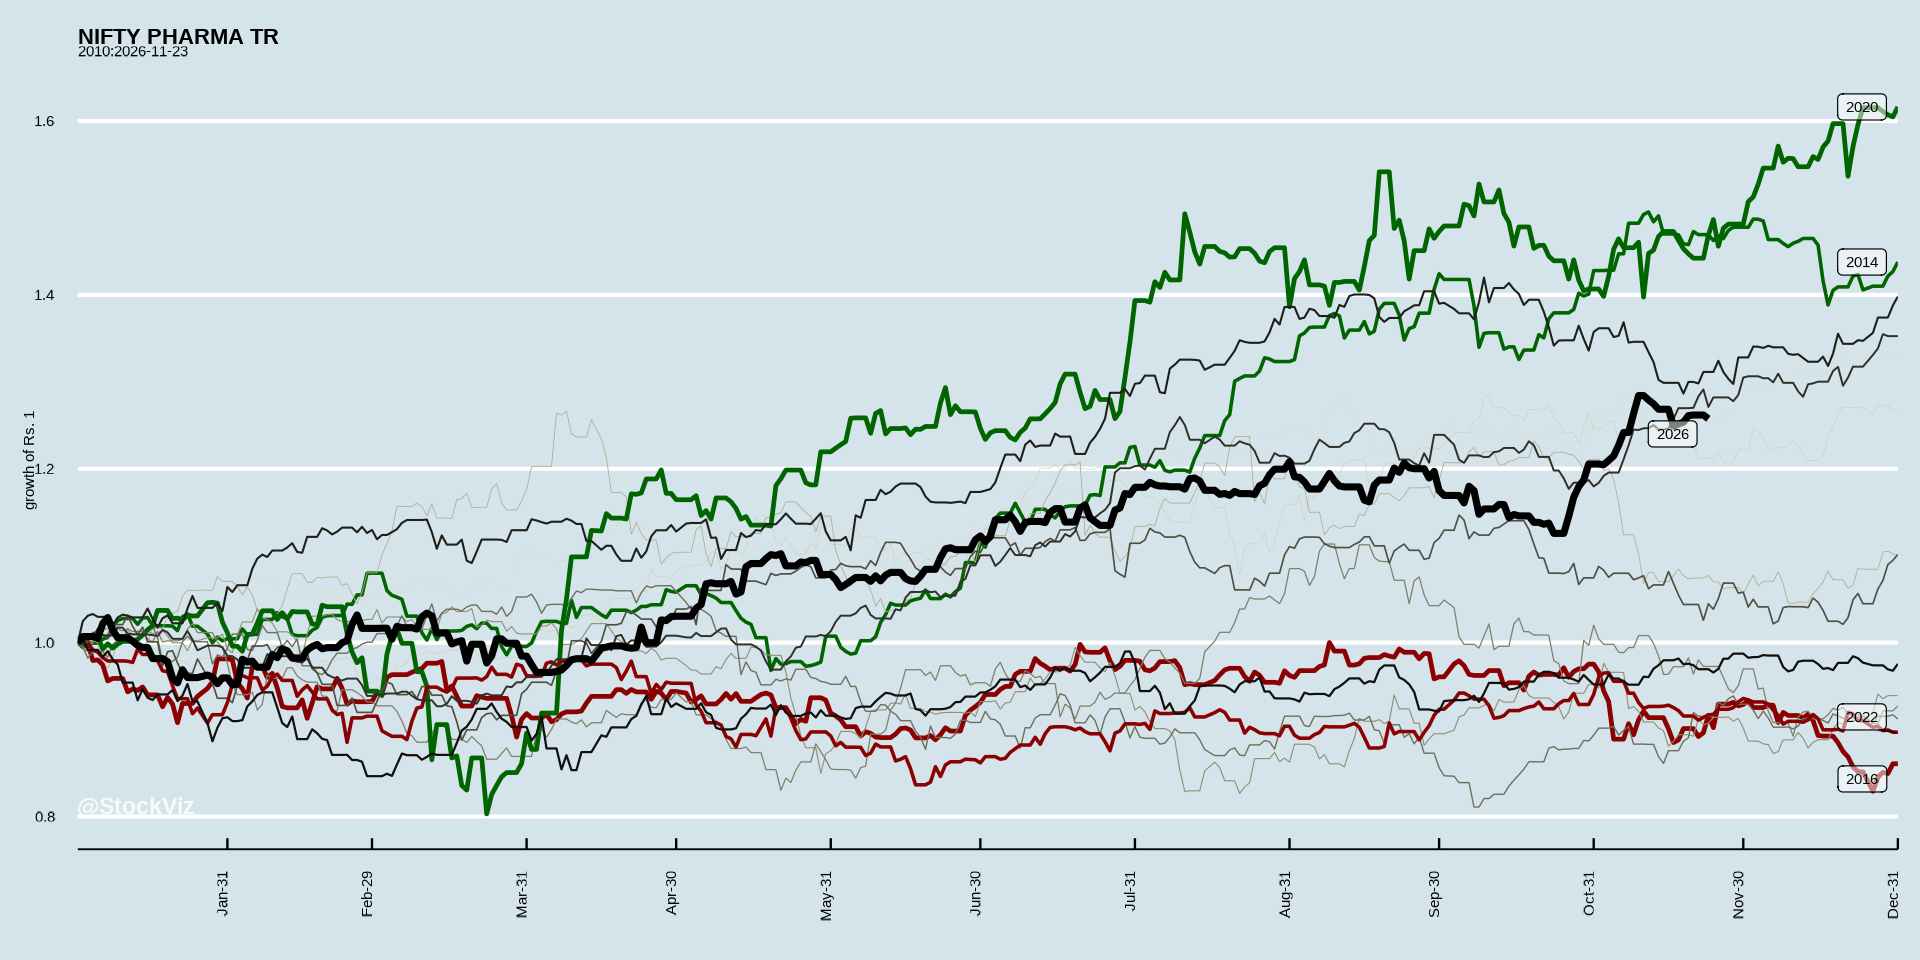 NIFTY PHARMA TR
2010:2026-11-23
growth of Rs. 1
1.6
1.4
1.2
1.0
0.8
2020
2014
2026
2022
2016
@StockViz
Jan-31
Feb-29
Mar-31
Apr-30
May-31
Jun-30
Jul-31
Aug-31
Sep-30
Oct-31
Nov-30
Dec-31